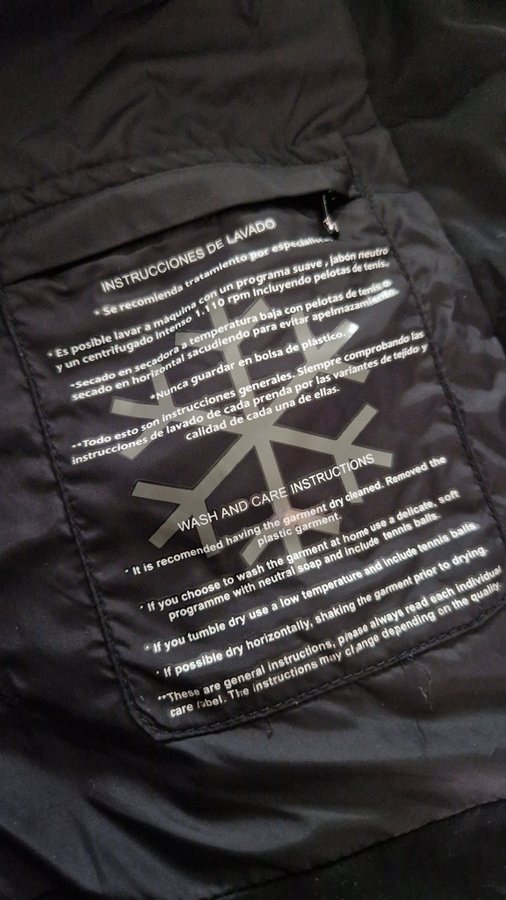 INSTRUCCIONES DE LAVADO
• Se recomienda tratamiento por especialistas
• Es posible lavar a máquina con un programa suave , jabón neutro
y un centrifugado intenso 1.110 rpm incluyendo pelotas de tenis.
•Secado en secadora a temperatura baja con pelotas de tenis o
secado en horizontal sacudiendo para evitar apelmazamiento
•Nunca guardar en bolsa de plástico.
**Todo esto son instrucciones generales. Siempre comprobando las
instrucciones de lavado de cada prenda por las variantes de tejido y
calidad de cada una de ellas.
WASH AND CARE INSTRUCTIONS
• It is recomended having the garment dry cleaned. Removed the
plastic garment.
• If you choose to wash the garment at home use a delicate, soft
programme with neutral soap and include tennis balls.
• If you tumble dry use a low temperature and include tennis balls.
• If possible dry horizontally, shaking the garment prior to drying.
**These are general instructions, please always read each individual
care label. The instructions may change depending on the quality.